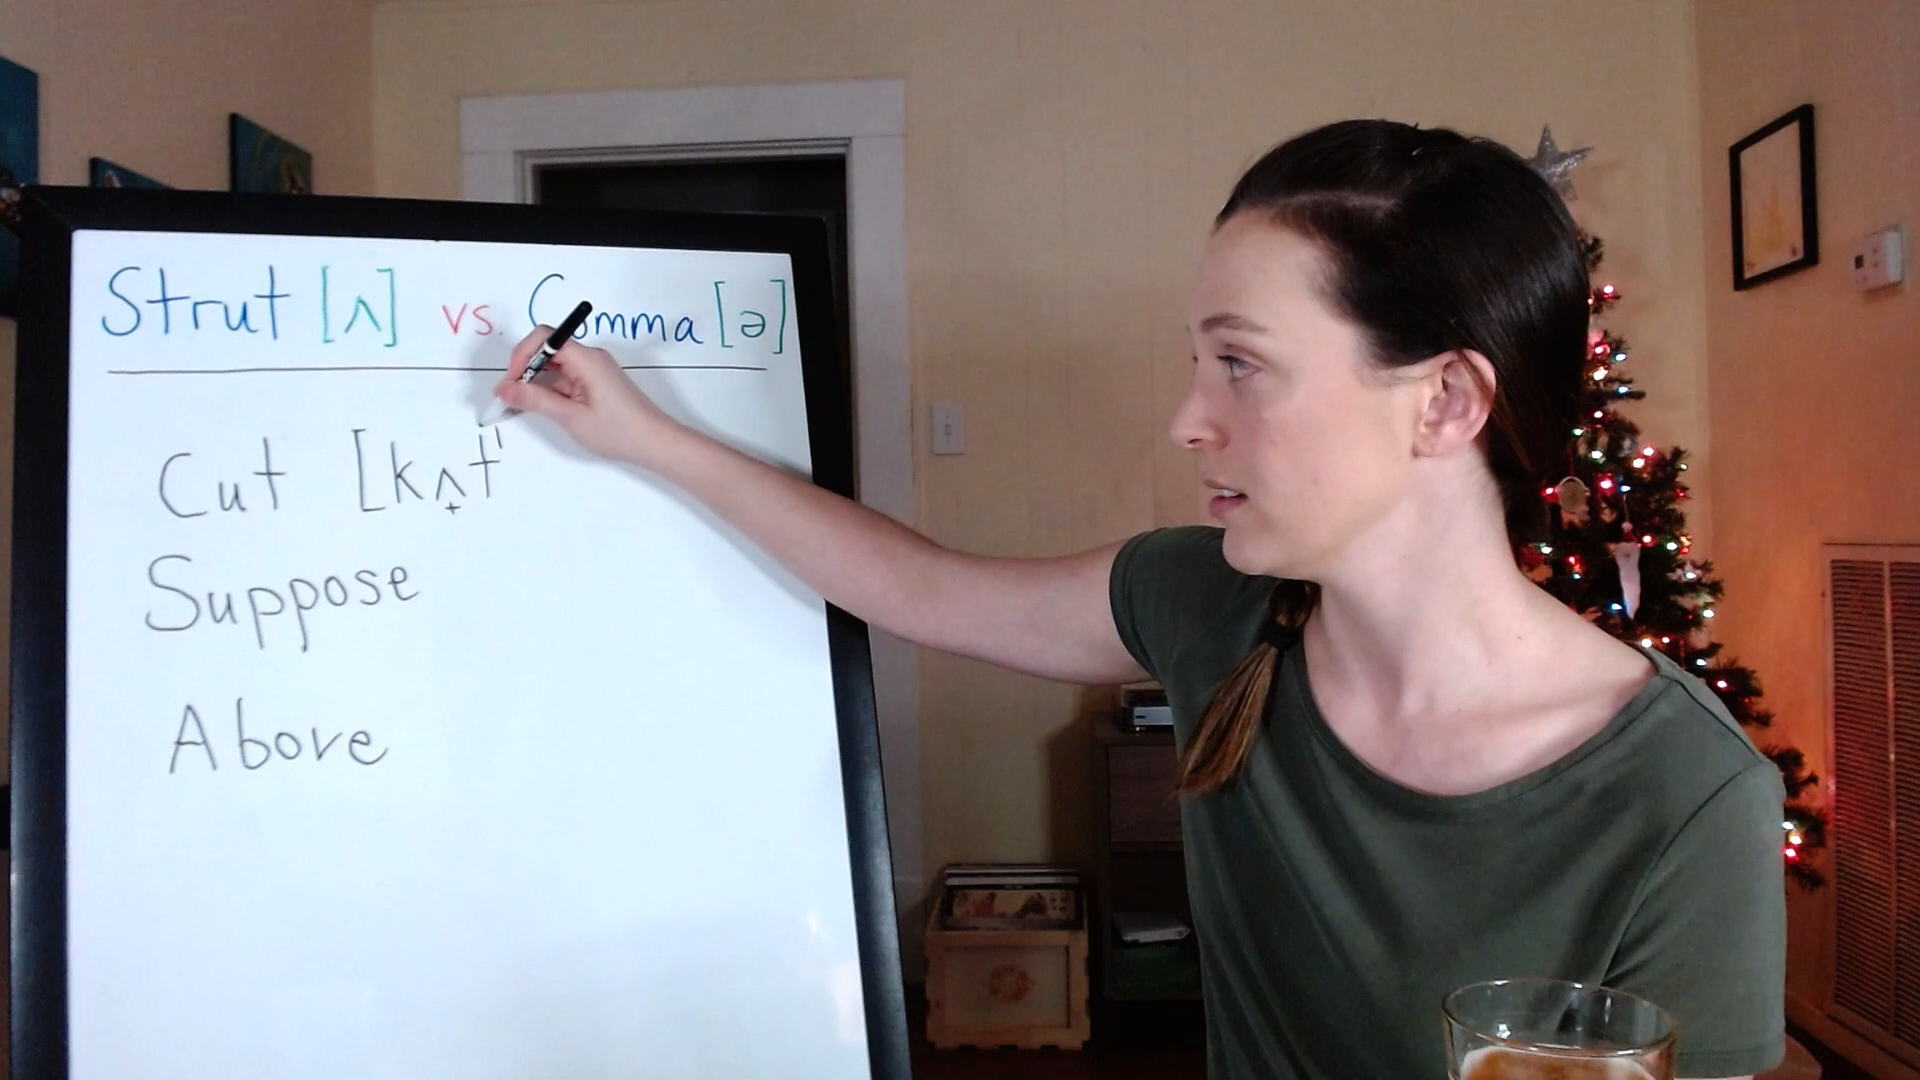 Strut [ʌ] vs. Comma [ə]
Cut [kʌ̟t̚
Suppose
Above